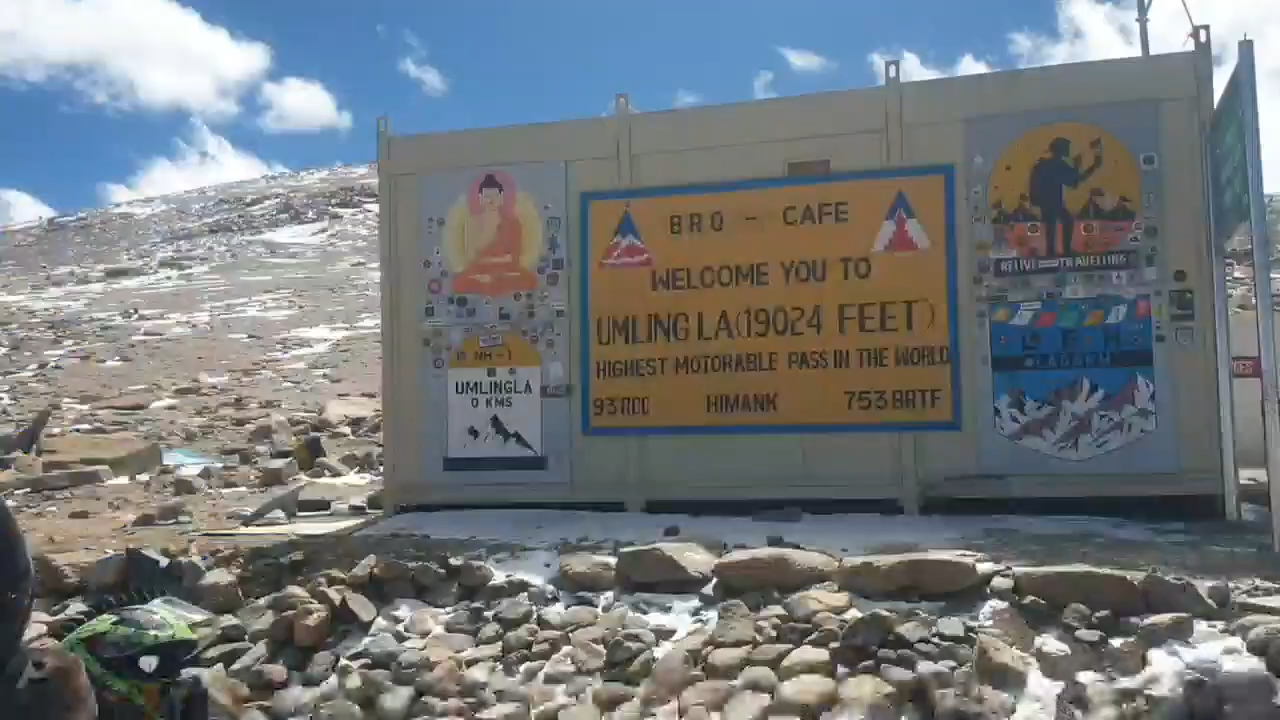 BRO - CAFE
WELCOME YOU TO
UMLING LA(19024 FEET)
HIGHEST MOTORABLE PASS IN THE WORLD
93 RCC HIMANK 753 BRTF
NH-1
UMLINGLA
0 KMS
RELIVE TRAVELLING